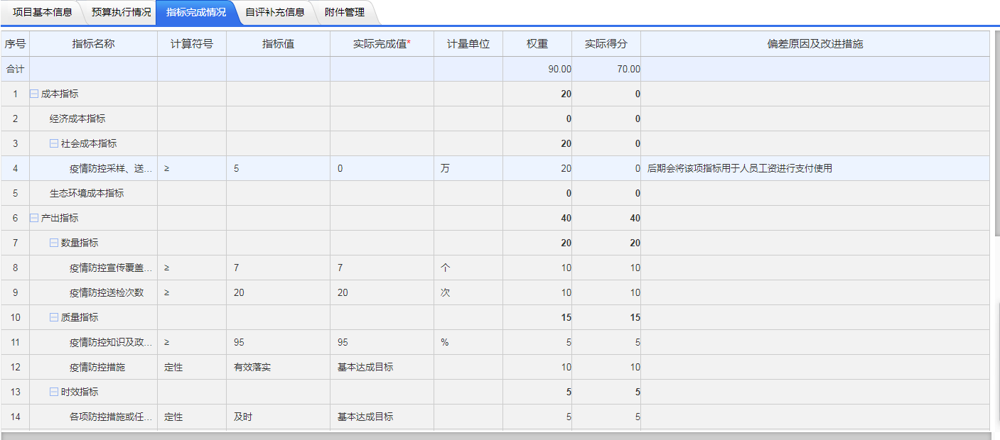 项目基本信息 预算执行情况 指标完成情况 自评补充信息 附件管理
序号 指标名称 计算符号 指标值 实际完成值* 计量单位 权重 实际得分 偏差原因及改进措施
合计 90.00 70.00
1 成本指标 20 0
2 经济成本指标 0 0
3 社会成本指标 20 0
4 疫情防控采样、送... ≥ 5 0 万 20 0 后期会将该项指标用于人员工资进行支付使用
5 生态环境成本指标 0 0
6 产出指标 40 40
7 数量指标 20 20
8 疫情防控宣传覆盖... ≥ 7 7 个 10 10
9 疫情防控送检次数 ≥ 20 20 次 10 10
10 质量指标 15 15
11 疫情防控知识及政... ≥ 95 95 % 5 5
12 疫情防控措施 定性 有效落实 基本达成目标 10 10
13 时效指标 5 5
14 各项防控措施或任... 定性 及时 基本达成目标 5 5